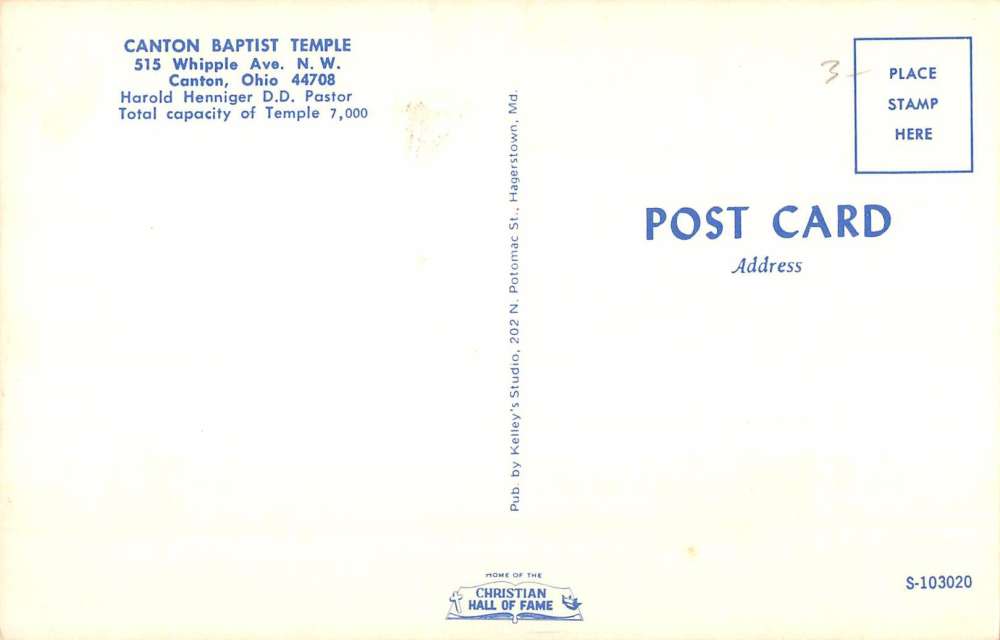 CANTON BAPTIST TEMPLE
515 Whipple Ave. N. W.
Canton, Ohio 44708
Harold Henniger D.D. Pastor
Total capacity of Temple 7,000
Pub. by Kelley's Studio, 202 N. Potomac St., Hagerstown, Md.
3-
PLACE
STAMP
HERE
POST CARD
Address
HOME OF THE
CHRISTIAN
HALL OF FAME
S-103020